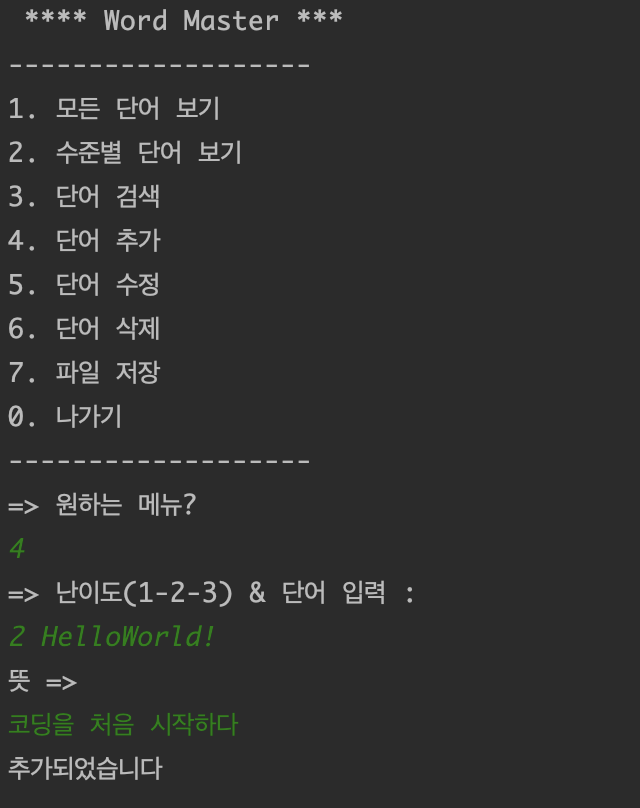 **** Word Master ***
-------------------
1. 모든 단어 보기
2. 수준별 단어 보기
3. 단어 검색
4. 단어 추가
5. 단어 수정
6. 단어 삭제
7. 파일 저장
0. 나가기
-------------------
=> 원하는 메뉴?
4
=> 난이도(1-2-3) & 단어 입력 :
2 HelloWorld!
뜻 =>
코딩을 처음 시작하다
추가되었습니다